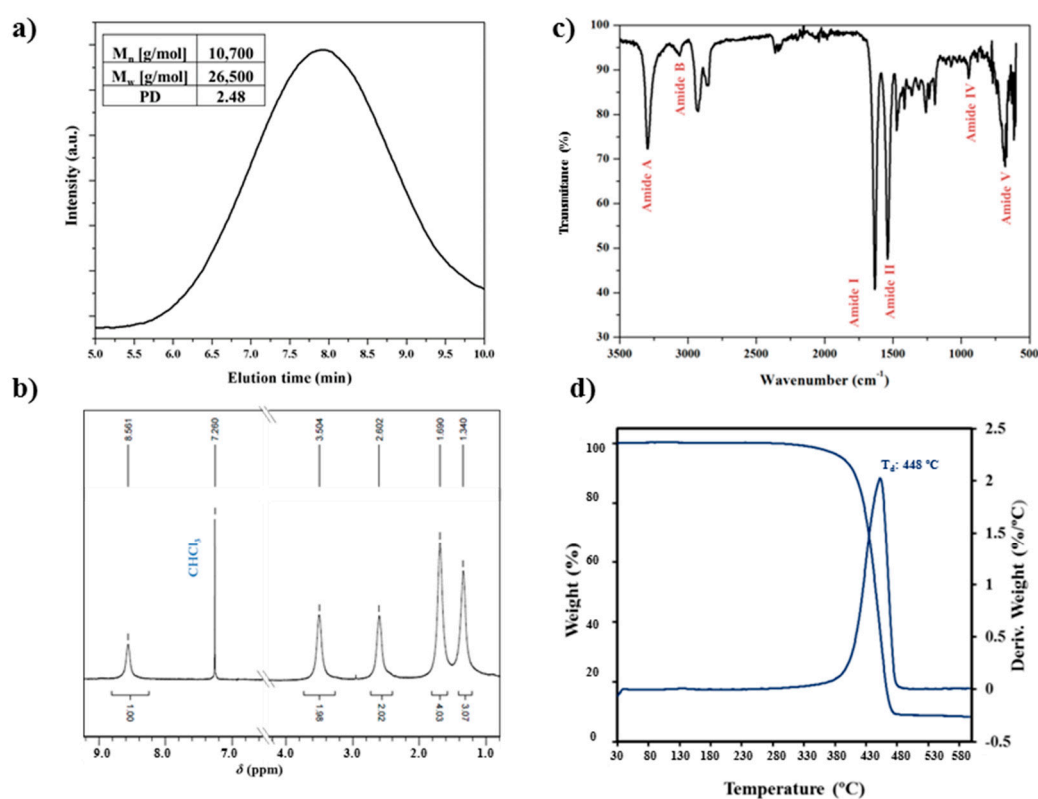 a)
Mn [g/mol] 10,700
Mw [g/mol] 26,500
PD 2.48
Intensity (a.u.)
5.0 5.5 6.0 6.5 7.0 7.5 8.0 8.5 9.0 9.5 10.0
Elution time (min)
b)
8.561 7.260 3.504 2.602 1.690 1.340
CHCl3
1.00 1.98 2.02 4.03 3.07
9.0 8.0 7.0 6.0 4.0 3.0 2.0 1.0
δ (ppm)
c)
100
90
80
70
60
50
40
30
Transmittance (%)
Amide A
Amide B
Amide I
Amide II
Amide IV
Amide V
3500 3000 2500 2000 1500 1000 500
Wavenumber (cm-1)
d)
100
80
60
40
20
0
Weight (%)
Td: 448 ºC
2.5
2
1.5
1
0.5
0
-0.5
Deriv. Weight (%/ºC)
30 80 130 180 230 280 330 380 430 480 530 580
Temperature (ºC)